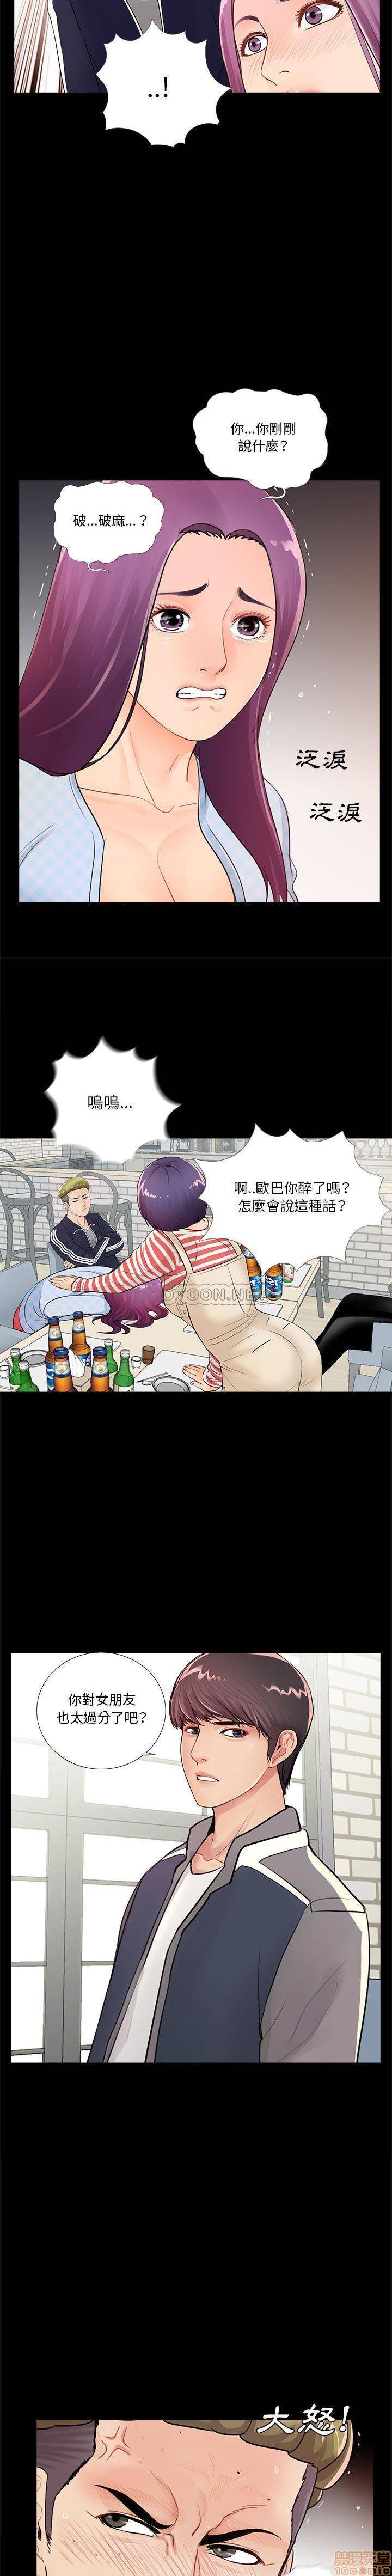 ..!
你...你剛剛
說什麼？
破...破麻...？
泛淚
泛淚
嗚嗚...
啊..歐巴你醉了嗎？
怎麼會說這種話？
你對女朋友
也太過分了吧？
大怒！